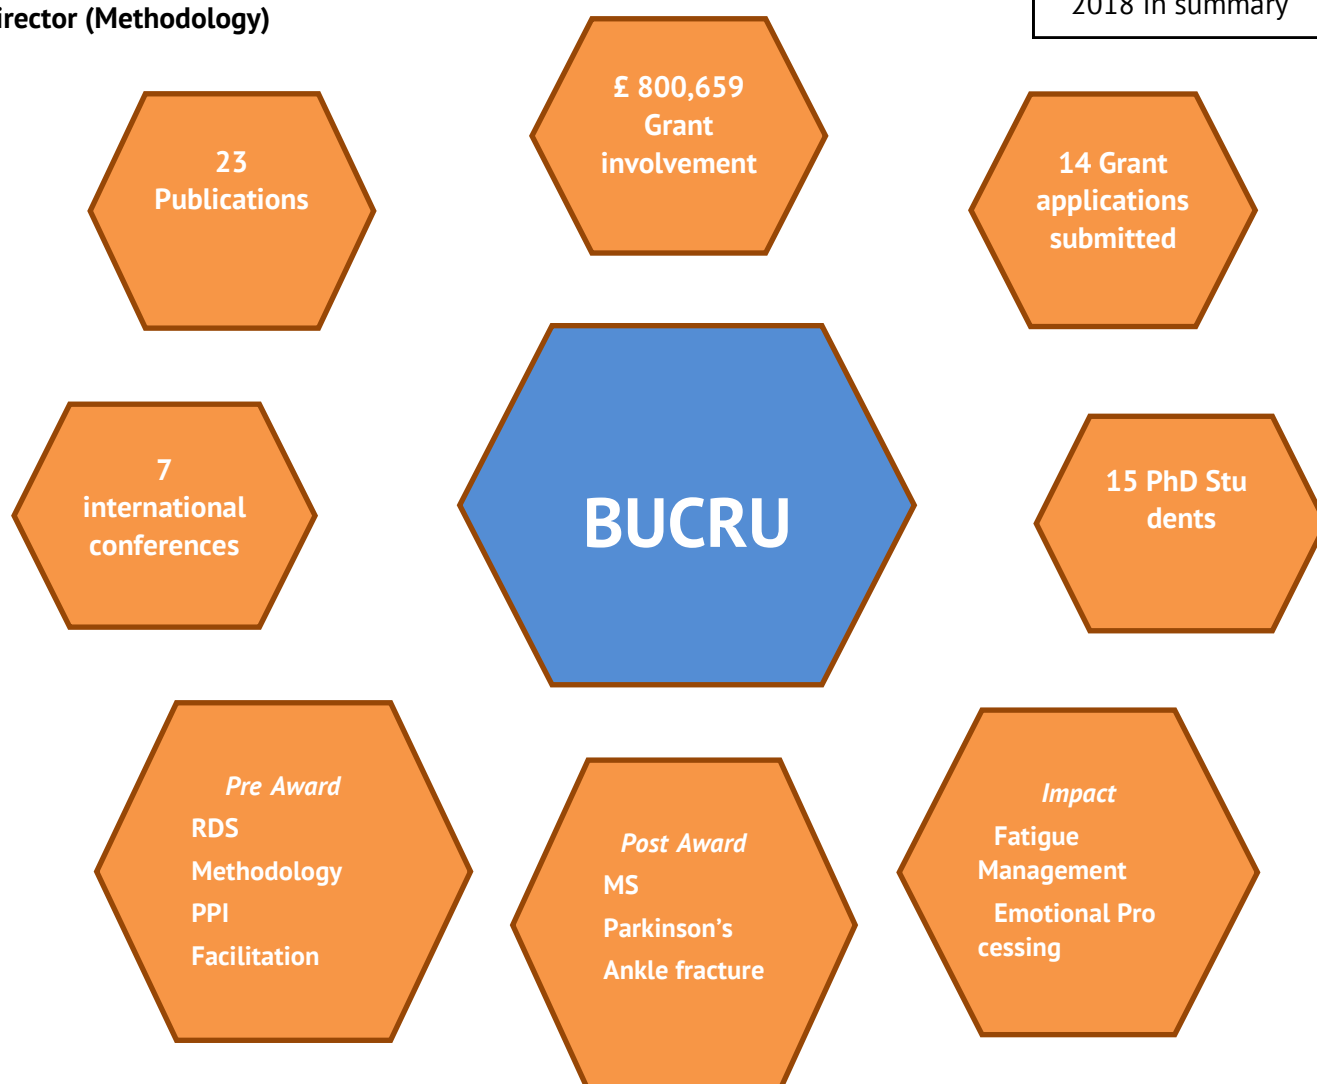 irector (Methodology)
2018 in summary
£ 800,659
Grant
involvement
23
Publications
14 Grant
applications
submitted
7
international
conferences
BUCRU
15 PhD Stu
dents
Pre Award
RDS
Methodology
PPI
Facilitation
Post Award
MS
Parkinson’s
Ankle fracture
Impact
Fatigue
Management
Emotional Pro
cessing